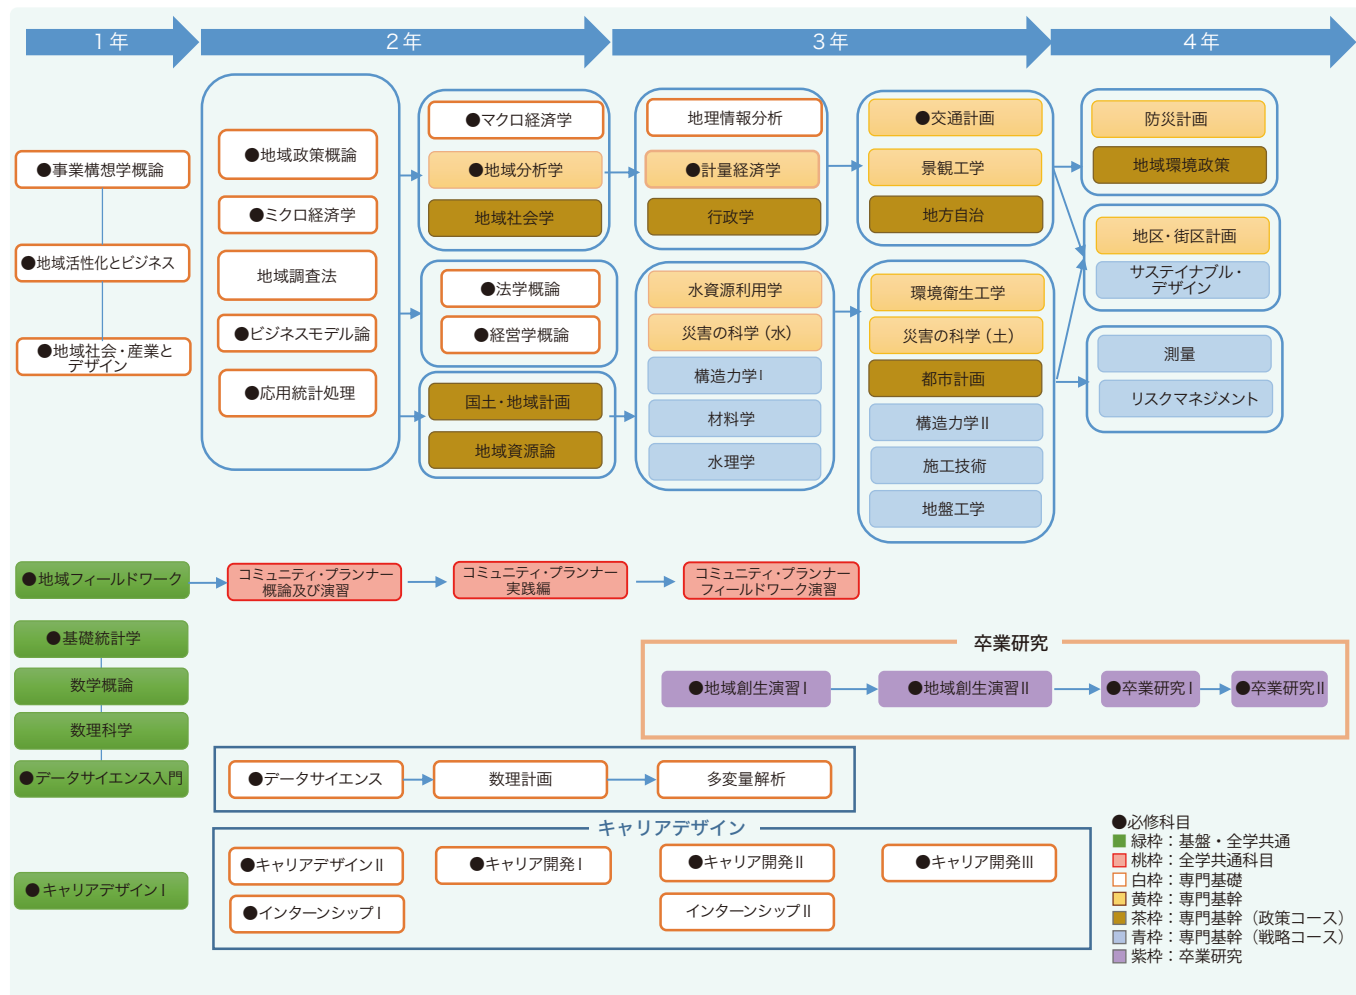 1年
2年
3年
4年
●事業構想学概論
●地域活性化とビジネス
●地域社会・産業と
デザイン
●地域政策概論
●ミクロ経済学
地域調査法
●ビジネスモデル論
●応用統計処理
●マクロ経済学
●地域分析学
地域社会学
●法学概論
●経営学概論
国土・地域計画
地域資源論
地理情報分析
●計量経済学
行政学
水資源利用学
災害の科学（水）
構造力学Ⅰ
材料学
水理学
●交通計画
景観工学
地方自治
環境衛生工学
災害の科学（土）
都市計画
構造力学Ⅱ
施工技術
地盤工学
防災計画
地域環境政策
地区・街区計画
サステイナブル・
デザイン
測量
リスクマネジメント
●地域フィールドワーク
コミュニティ・プランナー
概論及び演習
コミュニティ・プランナー
実践編
コミュニティ・プランナー
フィールドワーク演習
●基礎統計学
数学概論
数理科学
●データサイエンス入門
卒業研究
●地域創生演習Ⅰ
●地域創生演習Ⅱ
●卒業研究Ⅰ
●卒業研究Ⅱ
●データサイエンス
数理計画
多変量解析
キャリアデザイン
●キャリアデザインⅠ
●キャリアデザインⅡ
●キャリア開発Ⅰ
●キャリア開発Ⅱ
●キャリア開発Ⅲ
●インターンシップⅠ
インターンシップⅡ
●必修科目
緑枠：基盤・全学共通
桃枠：全学共通科目
白枠：専門基礎
黄枠：専門基幹
茶枠：専門基幹（政策コース）
青枠：専門基幹（戦略コース）
紫枠：卒業研究